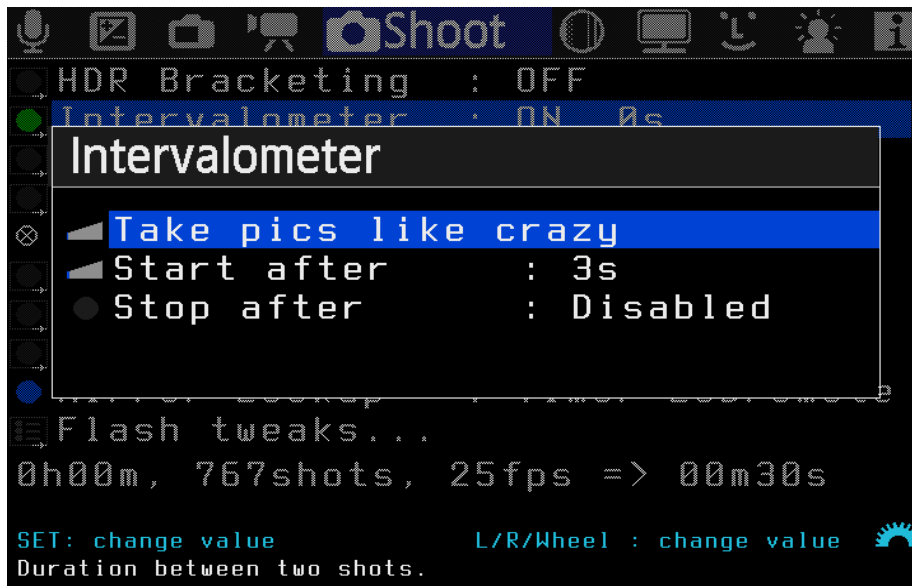 Shoot
HDR Bracketing : OFF
Intervalometer : ON, 0s
Intervalometer
Take pics like crazy
Start after : 3s
Stop after : Disabled
Flash tweaks...
0h00m, 767shots, 25fps => 00m30s
SET: change value L/R/Wheel : change value
Duration between two shots.